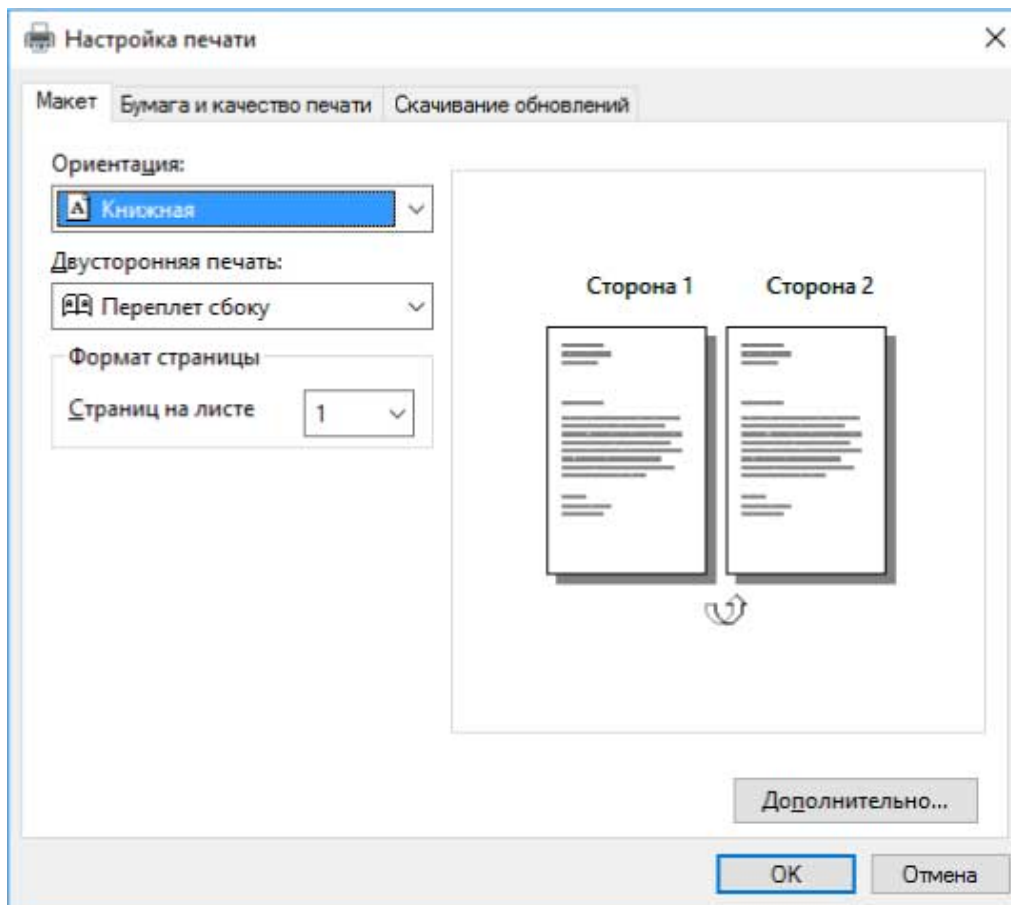 Настройка печати
Макет Бумага и качество печати Скачивание обновлений
Ориентация:
Книжная
Двусторонняя печать:
Переплет сбоку
Формат страницы
Страниц на листе 1
Сторона 1 Сторона 2
Дополнительно...
OK Отмена